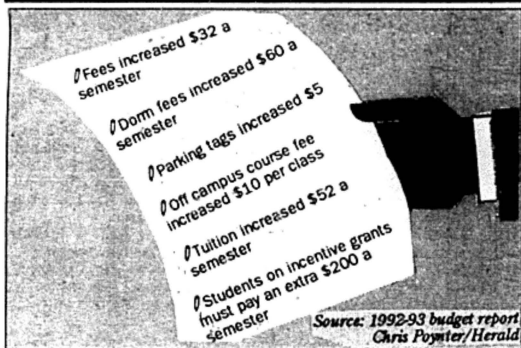 Fees increased $32 a
semester
Dorm fees increased $60 a
semester
Parking tags increased $5
Off campus course fee
increased $10 per class
Tuition increased $52 a
semester
Students on incentive grants
must pay an extra $200 a
semester
Source: 1992-93 budget report
Chris Poynter/Herald